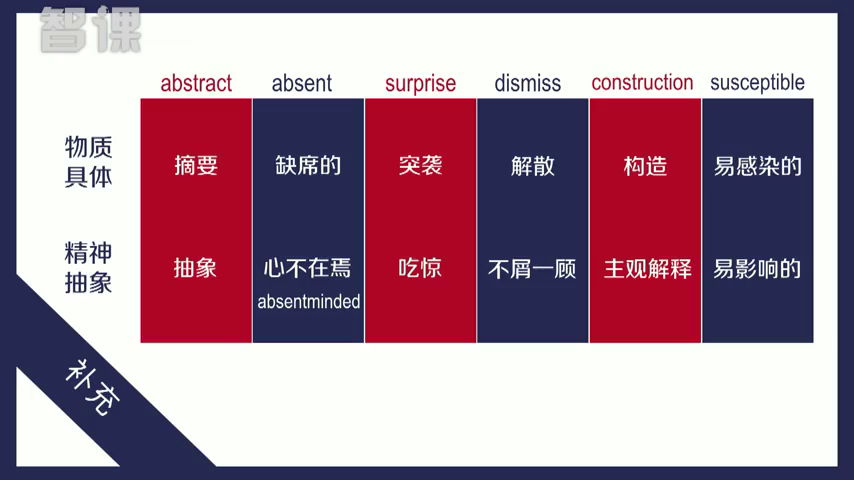 智课
abstract absent surprise dismiss construction susceptible
物质
具体
摘要 缺席的 突袭 解散 构造 易感染的
精神
抽象
抽象 心不在焉 吃惊 不屑一顾 主观解释 易影响的
absentminded
补充